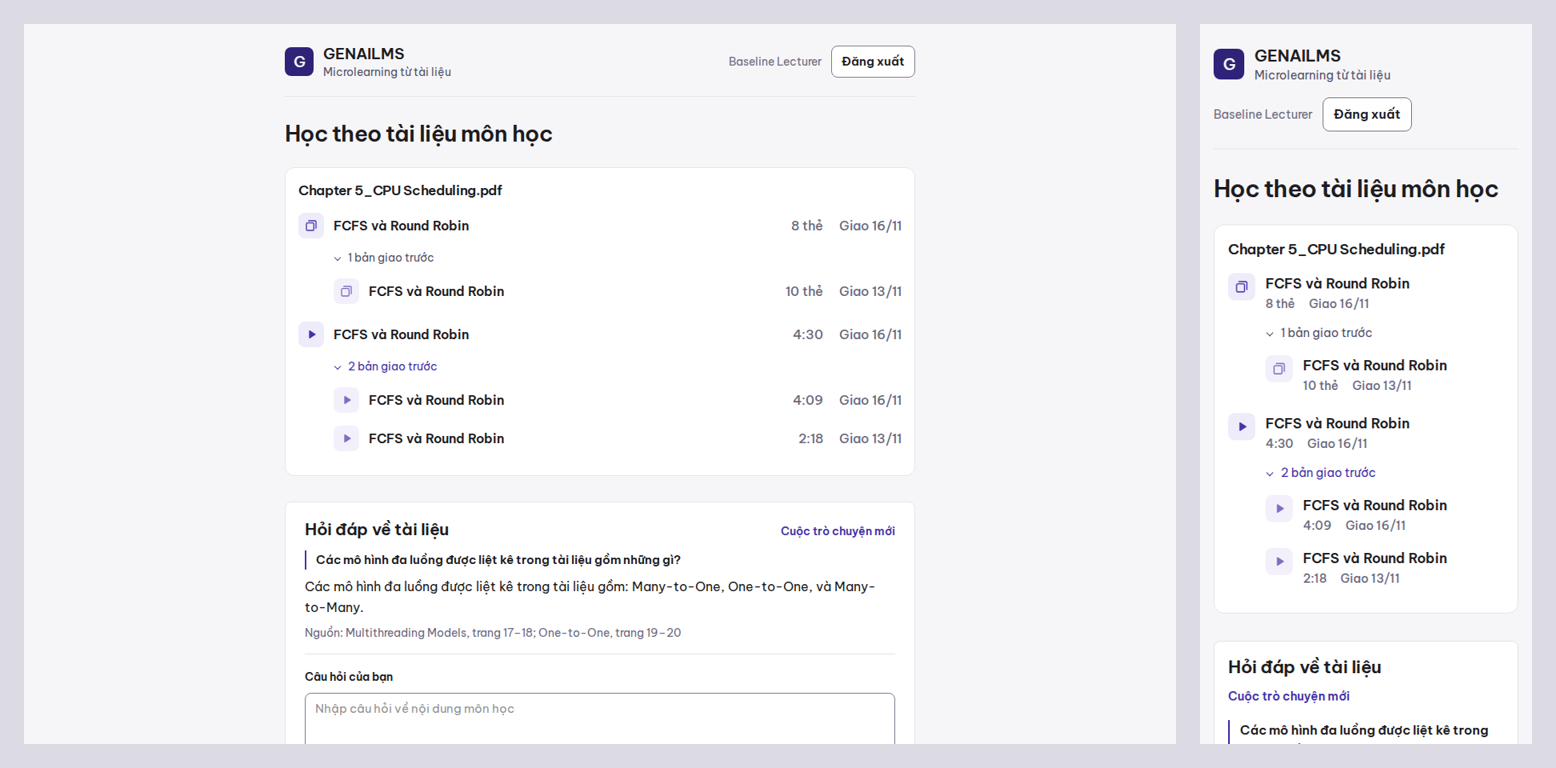 G
GENAILMS
Microlearning từ tài liệu
Baseline Lecturer
Đăng xuất
Học theo tài liệu môn học
Chapter 5_CPU Scheduling.pdf
FCFS và Round Robin 8 thẻ Giao 16/11
1 bản giao trước
FCFS và Round Robin 10 thẻ Giao 13/11
FCFS và Round Robin 4:30 Giao 16/11
2 bản giao trước
FCFS và Round Robin 4:09 Giao 16/11
FCFS và Round Robin 2:18 Giao 13/11
Hỏi đáp về tài liệu
Cuộc trò chuyện mới
Các mô hình đa luồng được liệt kê trong tài liệu gồm những gì?
Các mô hình đa luồng được liệt kê trong tài liệu gồm: Many-to-One, One-to-One, và Many-
to-Many.
Nguồn: Multithreading Models, trang 17–18; One-to-One, trang 19–20
Câu hỏi của bạn
Nhập câu hỏi về nội dung môn học
G
GENAILMS
Microlearning từ tài liệu
Baseline Lecturer
Đăng xuất
Học theo tài liệu môn học
Chapter 5_CPU Scheduling.pdf
FCFS và Round Robin
8 thẻ Giao 16/11
1 bản giao trước
FCFS và Round Robin
10 thẻ Giao 13/11
FCFS và Round Robin
4:30 Giao 16/11
2 bản giao trước
FCFS và Round Robin
4:09 Giao 16/11
FCFS và Round Robin
2:18 Giao 13/11
Hỏi đáp về tài liệu
Cuộc trò chuyện mới
Các mô hình đa luồng được liệt kê trong